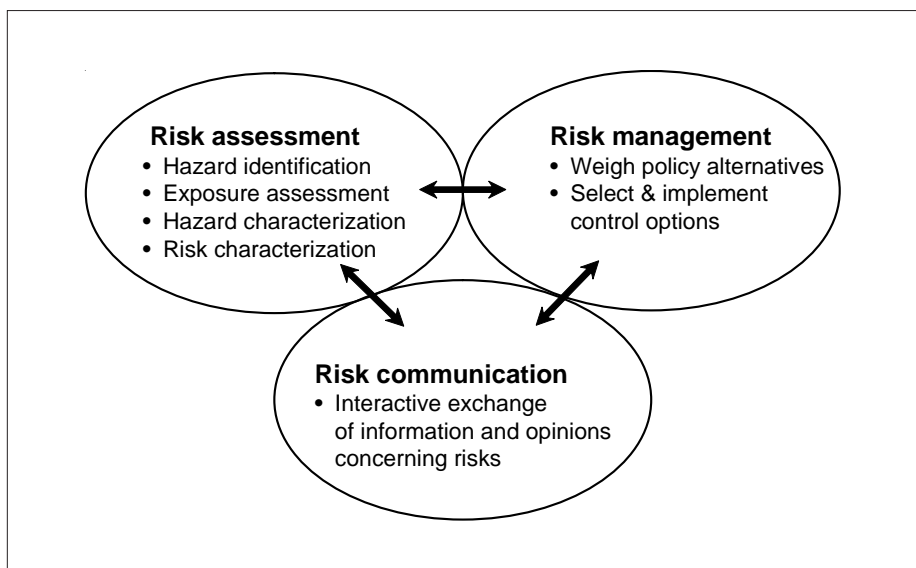 Risk assessment
• Hazard identification
• Exposure assessment
• Hazard characterization
• Risk characterization
Risk management
• Weigh policy alternatives
• Select & implement
control options
Risk communication
• Interactive exchange
of information and opinions
concerning risks